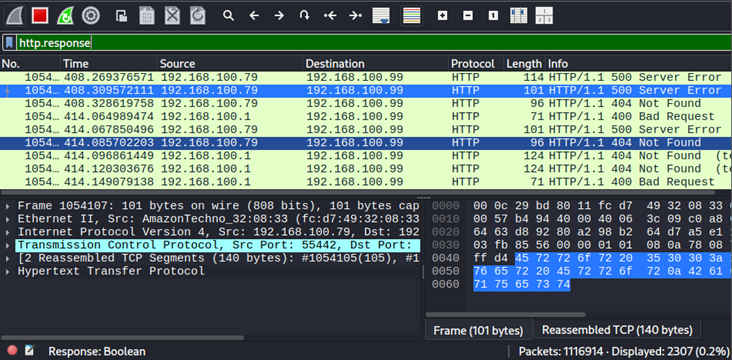 http.response
No. Time Source Destination Protocol Length Info
1054… 408.269376571 192.168.100.79 192.168.100.99 HTTP 114 HTTP/1.1 500 Server Error
1054… 408.309572111 192.168.100.79 192.168.100.99 HTTP 101 HTTP/1.1 500 Server Error
1054… 408.328619758 192.168.100.79 192.168.100.99 HTTP 96 HTTP/1.1 404 Not Found
1054… 414.064989474 192.168.100.1 192.168.100.99 HTTP 71 HTTP/1.1 400 Bad Request
1054… 414.067850496 192.168.100.79 192.168.100.99 HTTP 101 HTTP/1.1 500 Server Error
1054… 414.085702203 192.168.100.79 192.168.100.99 HTTP 96 HTTP/1.1 404 Not Found
1054… 414.096861449 192.168.100.1 192.168.100.99 HTTP 124 HTTP/1.1 404 Not Found (te
1054… 414.120303676 192.168.100.1 192.168.100.99 HTTP 124 HTTP/1.1 404 Not Found (te
1054… 414.149079138 192.168.100.1 192.168.100.99 HTTP 71 HTTP/1.1 400 Bad Request
Frame 1054107: 101 bytes on wire (808 bits), 101 bytes cap
Ethernet II, Src: AmazonTechno_32:08:33 (fc:d7:49:32:08:33
Internet Protocol Version 4, Src: 192.168.100.79, Dst: 192
Transmission Control Protocol, Src Port: 55442, Dst Port:
[2 Reassembled TCP Segments (140 bytes): #1054105(105), #1
Hypertext Transfer Protocol
0000 00 0c 29 bd 80 11 fc d7 49 32 08 33 0
0010 00 57 b4 94 40 00 40 06 3c 09 c0 a8
0020 64 63 d8 92 80 a2 98 b2 64 d7 a5 e1
0030 03 fb 85 56 00 00 01 01 08 0a 78 08
0040 ff d4 45 72 72 6f 72 20 35 30 30 3a
0050 76 65 72 20 45 72 72 6f 72 0a 42 61
0060 71 75 65 73 74
Frame (101 bytes) Reassembled TCP (140 bytes)
Response: Boolean Packets: 1116914 · Displayed: 2307 (0.2%)